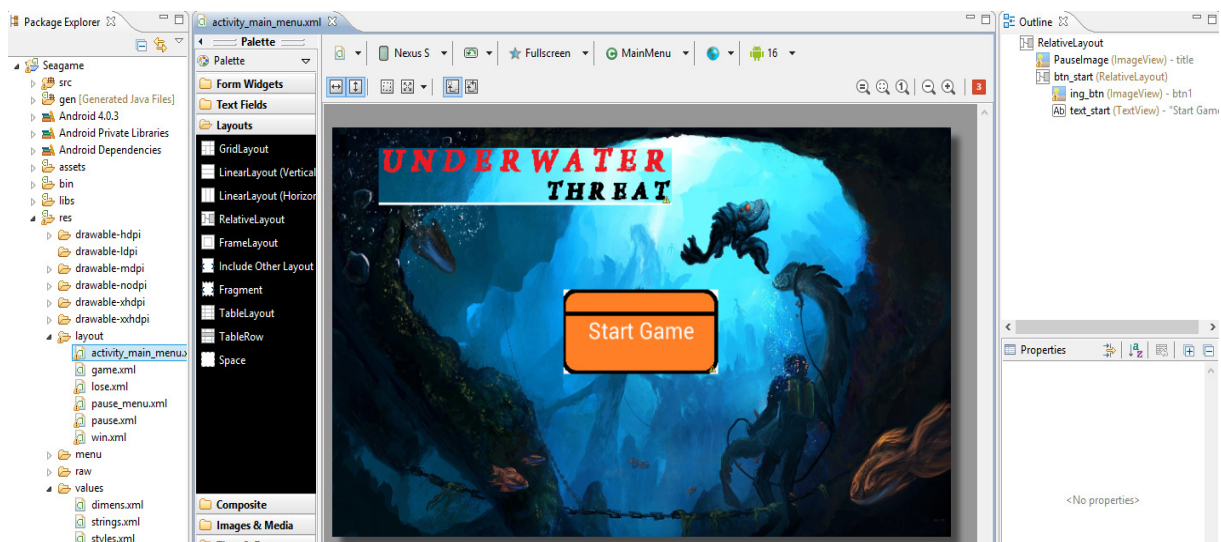 Package Explorer
Seagame
src
gen [Generated Java Files]
Android 4.0.3
Android Private Libraries
Android Dependencies
assets
bin
libs
res
drawable-hdpi
drawable-ldpi
drawable-mdpi
drawable-nodpi
drawable-xhdpi
drawable-xxhdpi
layout
activity_main_menu.x
game.xml
lose.xml
pause_menu.xml
pause.xml
win.xml
menu
raw
values
dimens.xml
strings.xml
styles.xml
activity_main_menu.xml
Palette
Palette
Form Widgets
Text Fields
Layouts
GridLayout
LinearLayout (Vertical
LinearLayout (Horizor
RelativeLayout
FrameLayout
Include Other Layout
Fragment
TableLayout
TableRow
Space
Composite
Images & Media
Nexus S Fullscreen MainMenu 16
3
UNDERWATER
THREAT
Start Game
Outline
RelativeLayout
PauseImage (ImageView) - title
btn_start (RelativeLayout)
ing_btn (ImageView) - btn1
Ab text_start (TextView) - "Start Game
Properties
<No properties>